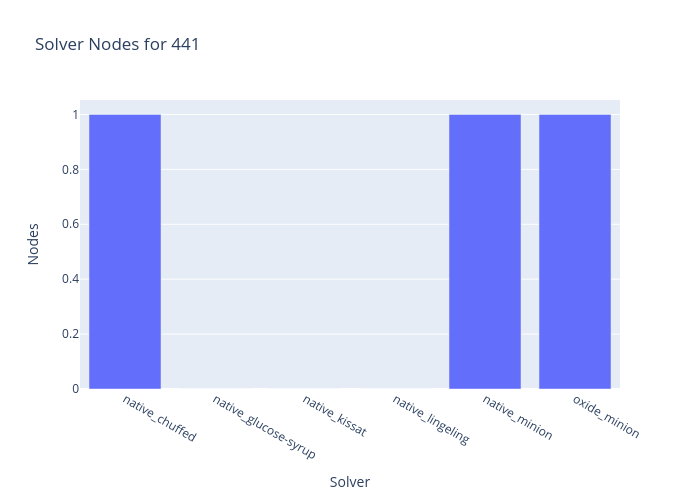 Solver Nodes for 441
Nodes
1
0.8
0.6
0.4
0.2
0
native_chuffed
native_glucose-syrup
native_kissat
native_lingeling
native_minion
oxide_minion
Solver